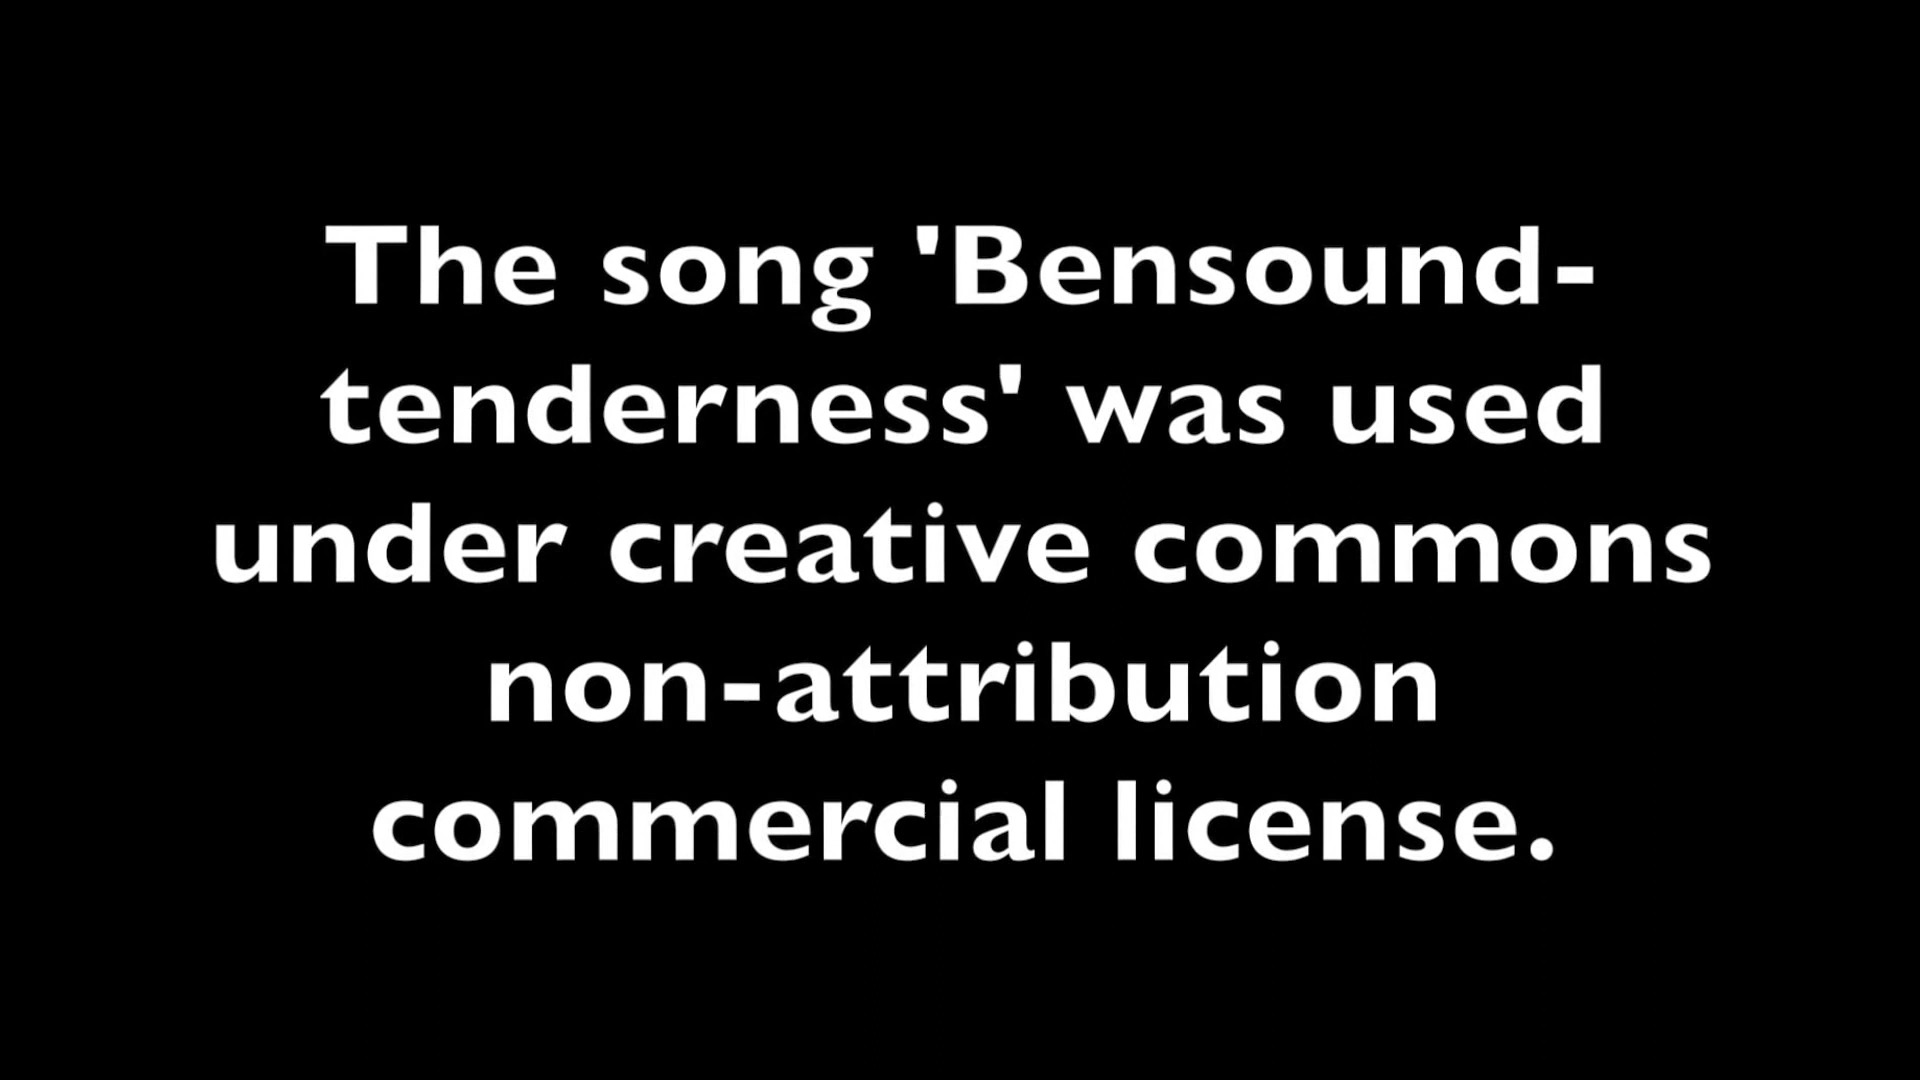 The song 'Bensound-
tenderness' was used
under creative commons
non-attribution
commercial license.